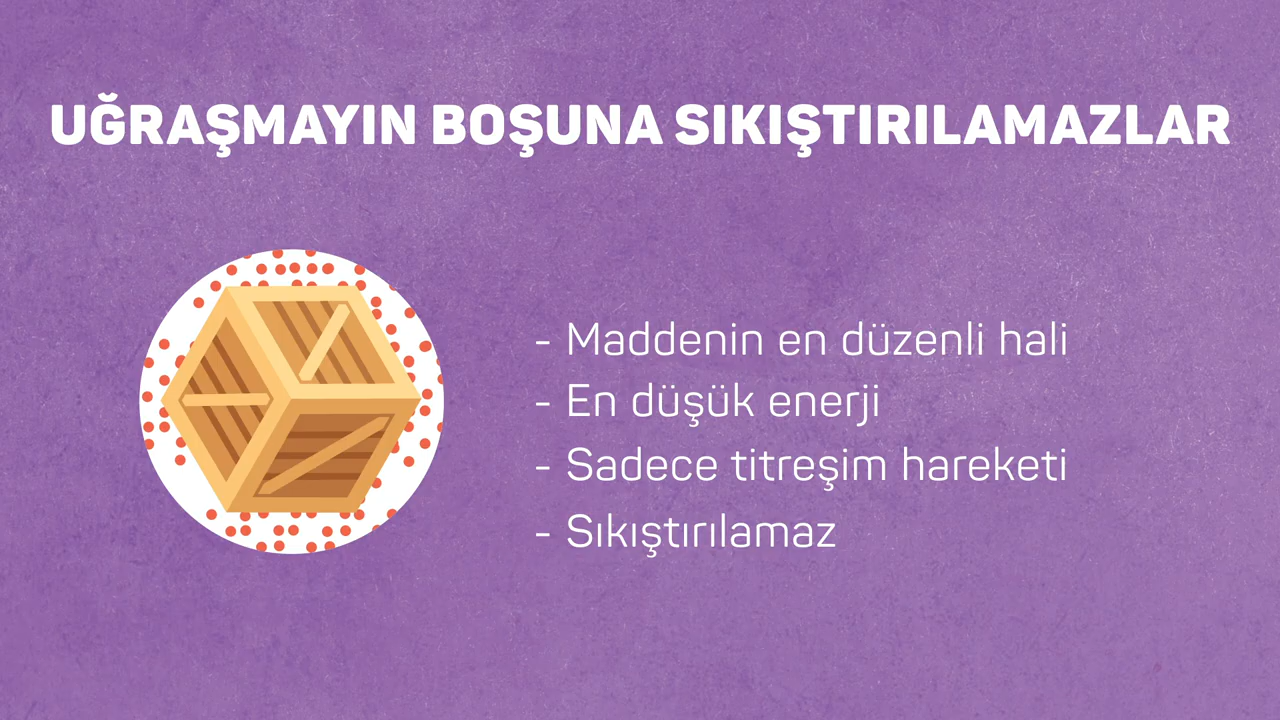 UĞRAŞMAYIN BOŞUNA SIKIŞTIRILAMAZLAR
- Maddenin en düzenli hali
- En düşük enerji
- Sadece titreşim hareketi
- Sıkıştırılamaz